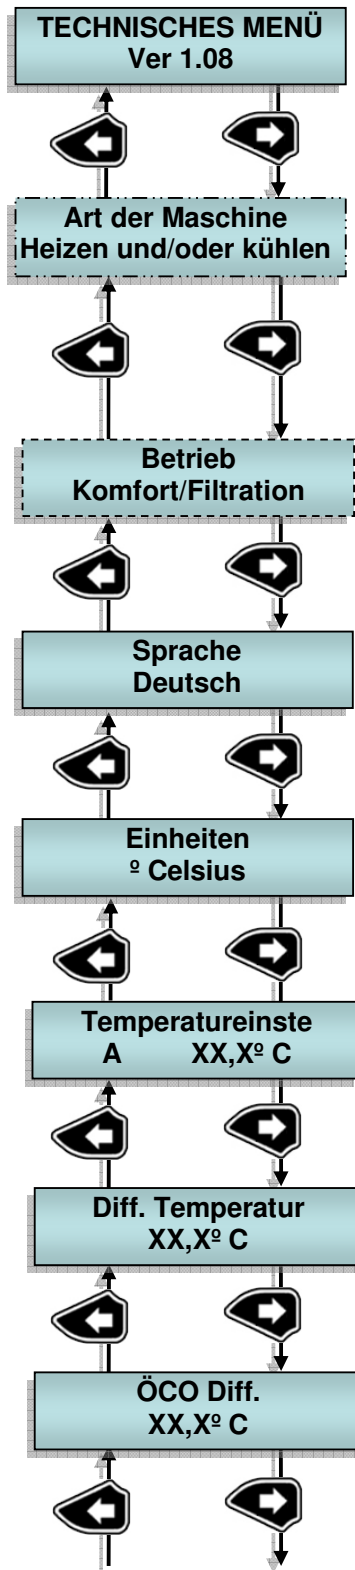 TECHNISCHES MENÜ
Ver 1.08
Art der Maschine
Heizen und/oder kühlen
Betrieb
Komfort/Filtration
Sprache
Deutsch
Einheiten
º Celsius
Temperatureinste
A XX,Xº C
Diff. Temperatur
XX,Xº C
ÖCO Diff.
XX,Xº C